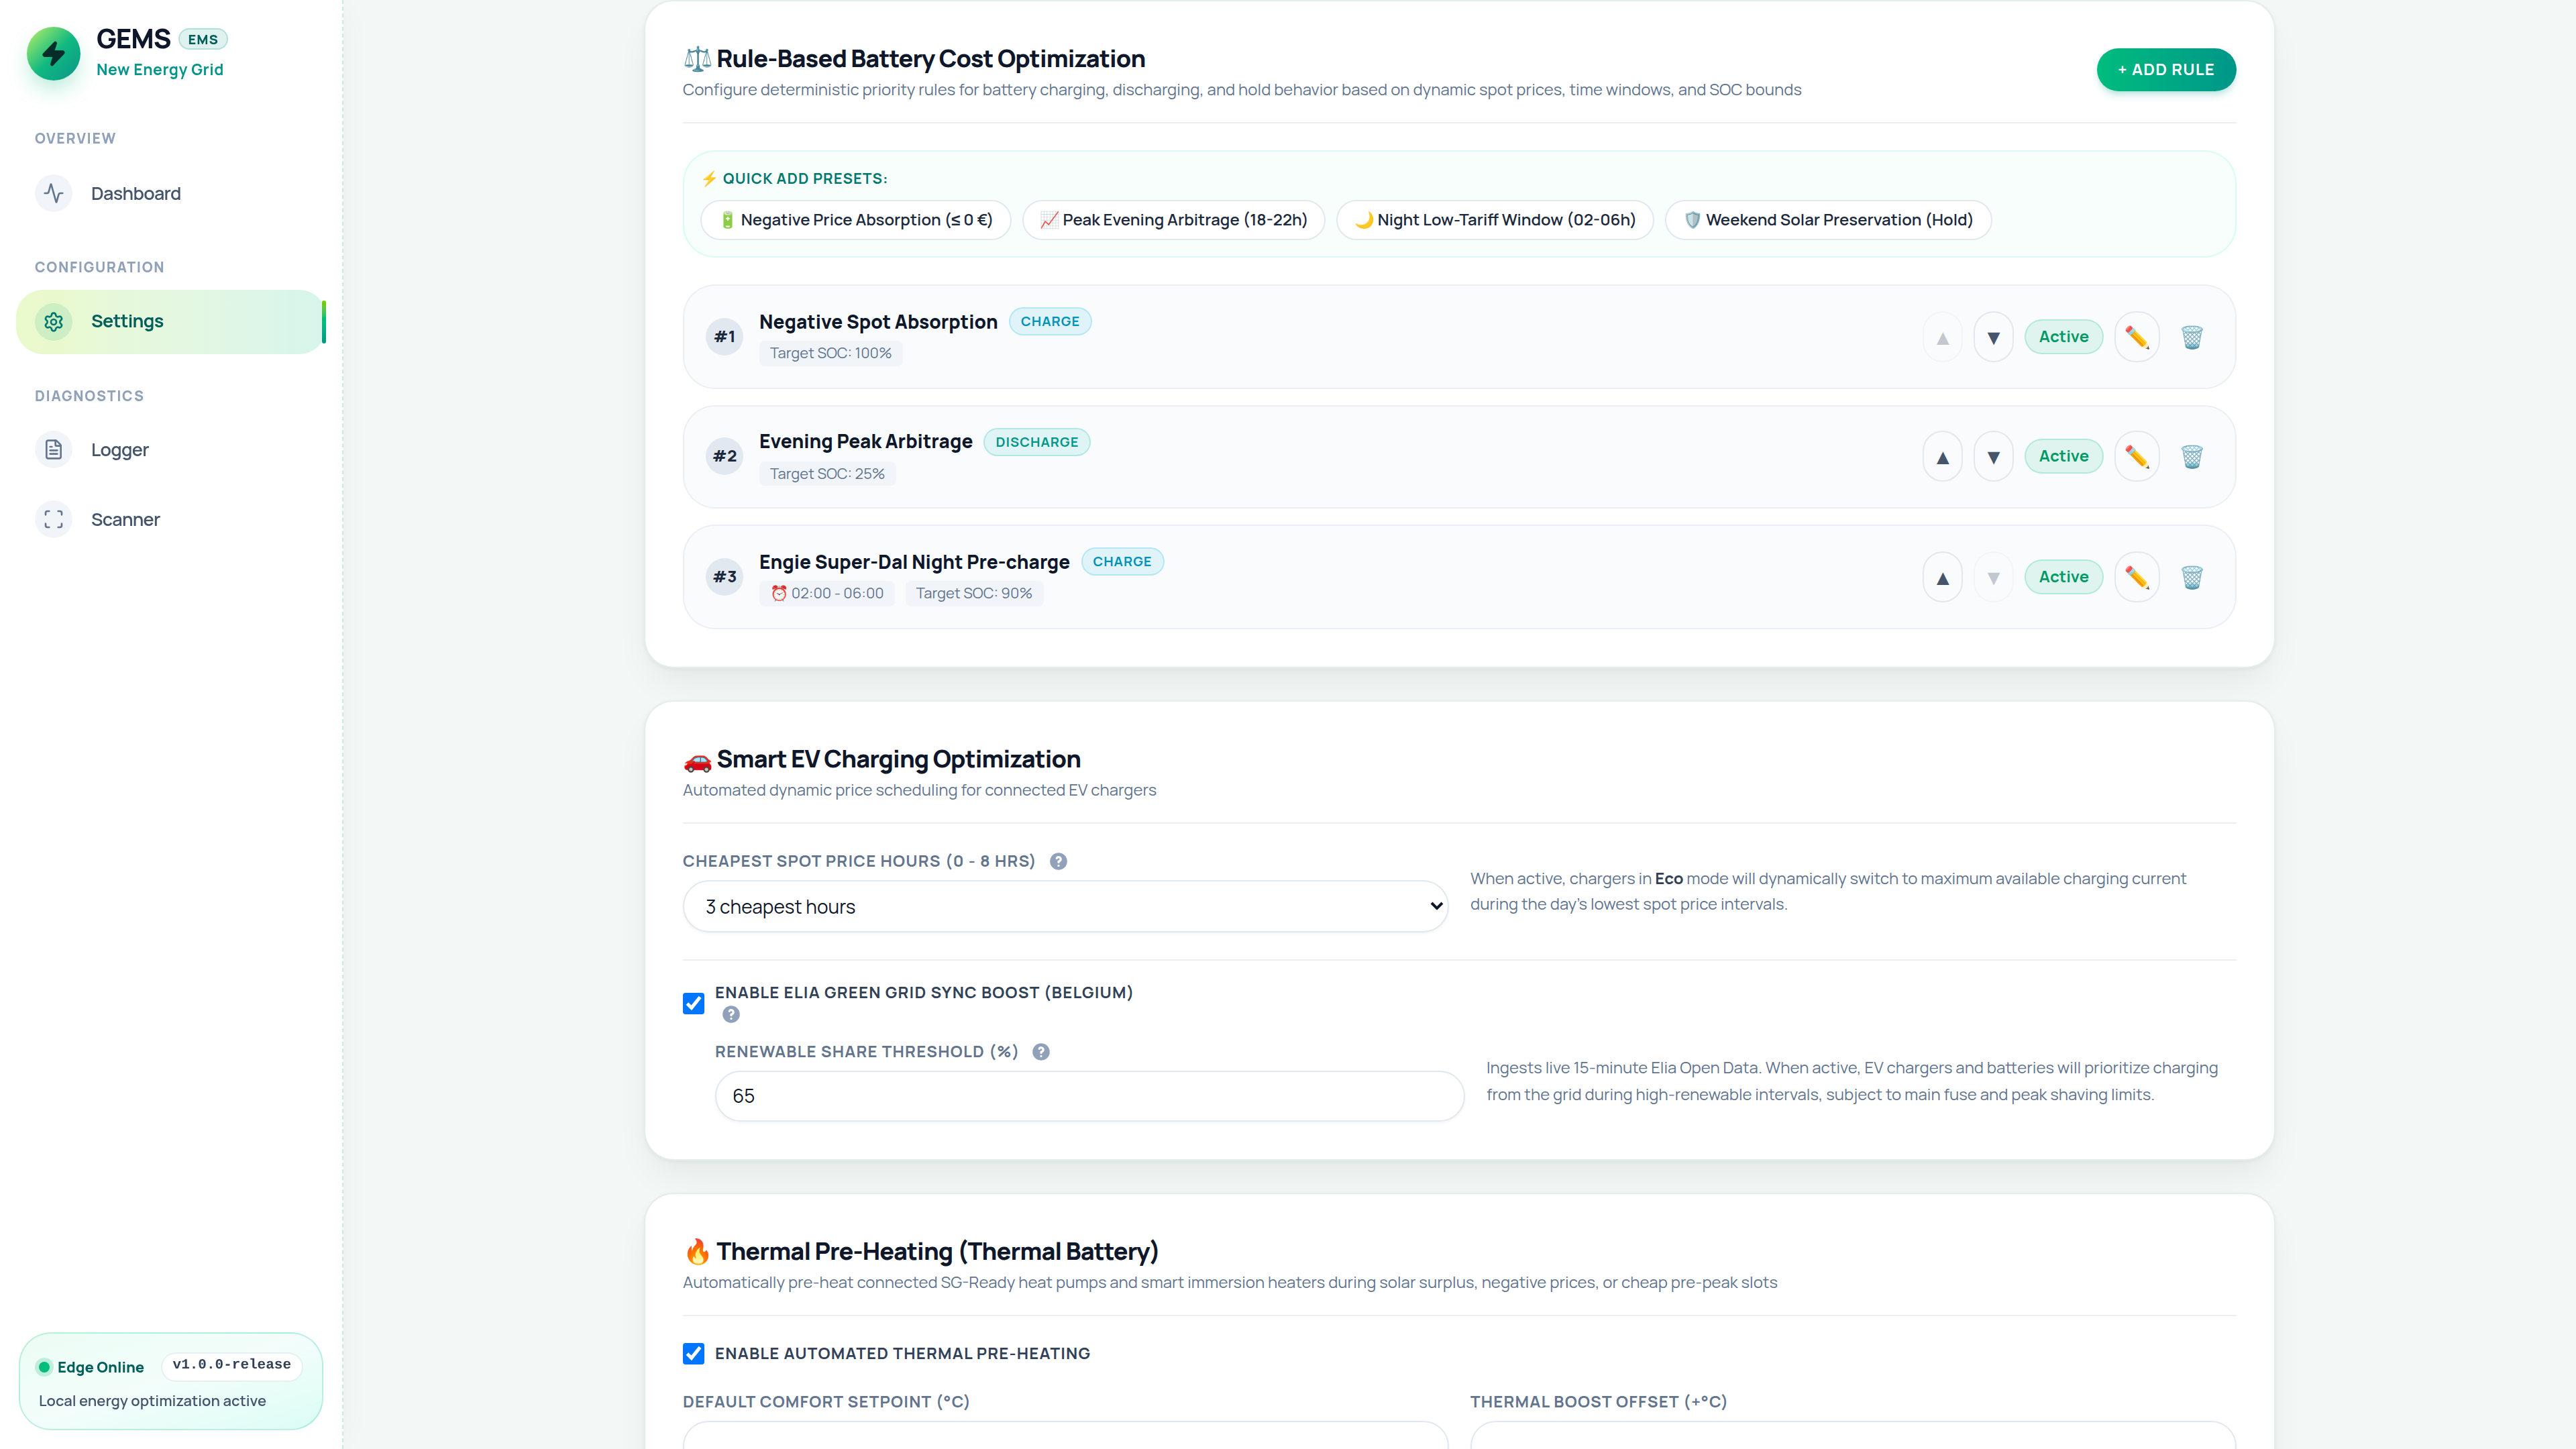 GEMS EMS
New Energy Grid
OVERVIEW
Dashboard
CONFIGURATION
Settings
DIAGNOSTICS
Logger
Scanner
Edge Online v1.0.0-release
Local energy optimization active
Rule-Based Battery Cost Optimization
Configure deterministic priority rules for battery charging, discharging, and hold behavior based on dynamic spot prices, time windows, and SOC bounds
+ ADD RULE
⚡ QUICK ADD PRESETS:
🔋 Negative Price Absorption (≤ 0 €)
📈 Peak Evening Arbitrage (18-22h)
🌙 Night Low-Tariff Window (02-06h)
🛡️ Weekend Solar Preservation (Hold)
#1 Negative Spot Absorption CHARGE
Target SOC: 100%
▲ ▼ Active
#2 Evening Peak Arbitrage DISCHARGE
Target SOC: 25%
▲ ▼ Active
#3 Engie Super-Dal Night Pre-charge CHARGE
⏰ 02:00 - 06:00 Target SOC: 90%
▲ ▼ Active
🚗 Smart EV Charging Optimization
Automated dynamic price scheduling for connected EV chargers
CHEAPEST SPOT PRICE HOURS (0 - 8 HRS) ?
3 cheapest hours
When active, chargers in Eco mode will dynamically switch to maximum available charging current
during the day's lowest spot price intervals.
ENABLE ELIA GREEN GRID SYNC BOOST (BELGIUM)
?
RENEWABLE SHARE THRESHOLD (%) ?
65
Ingests live 15-minute Elia Open Data. When active, EV chargers and batteries will prioritize charging
from the grid during high-renewable intervals, subject to main fuse and peak shaving limits.
🔥 Thermal Pre-Heating (Thermal Battery)
Automatically pre-heat connected SG-Ready heat pumps and smart immersion heaters during solar surplus, negative prices, or cheap pre-peak slots
ENABLE AUTOMATED THERMAL PRE-HEATING
DEFAULT COMFORT SETPOINT (°C)
THERMAL BOOST OFFSET (+°C)